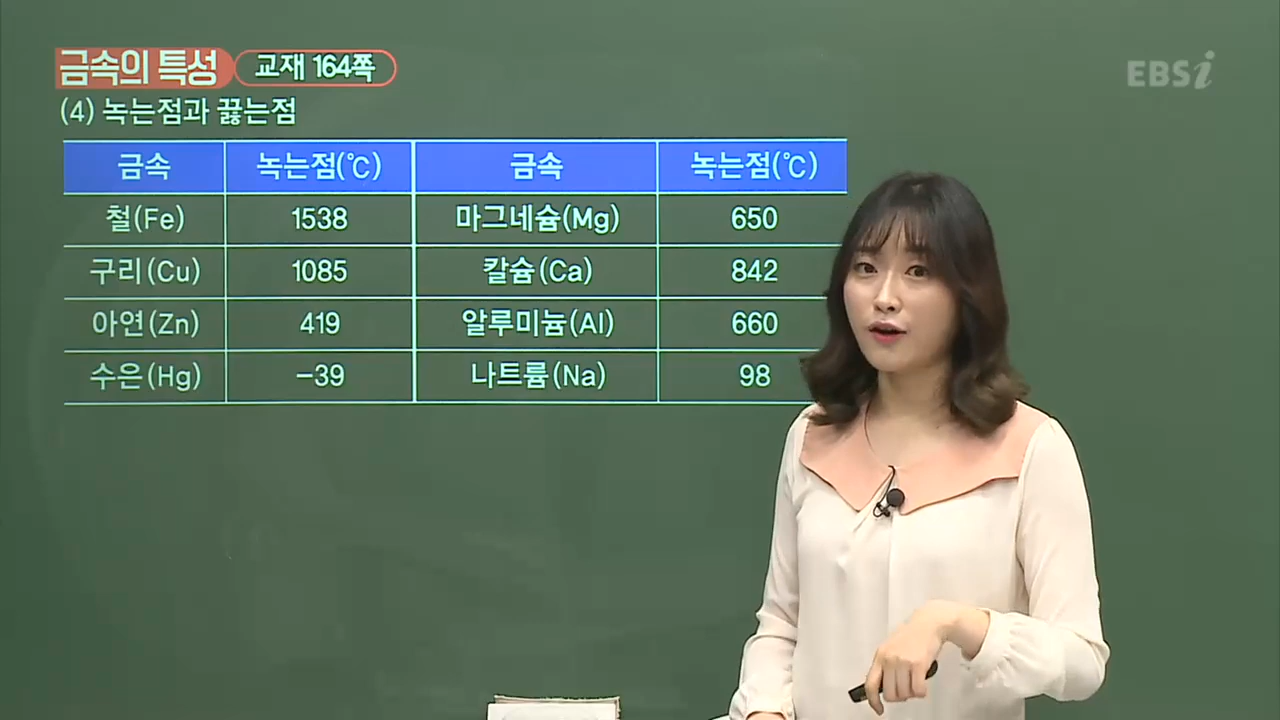 금속의 특성 교재 164쪽
EBSi
(4) 녹는점과 끓는점
금속 녹는점(℃) 금속 녹는점(℃)
철(Fe) 1538 마그네슘(Mg) 650
구리(Cu) 1085 칼슘(Ca) 842
아연(Zn) 419 알루미늄(Al) 660
수은(Hg) -39 나트륨(Na) 98